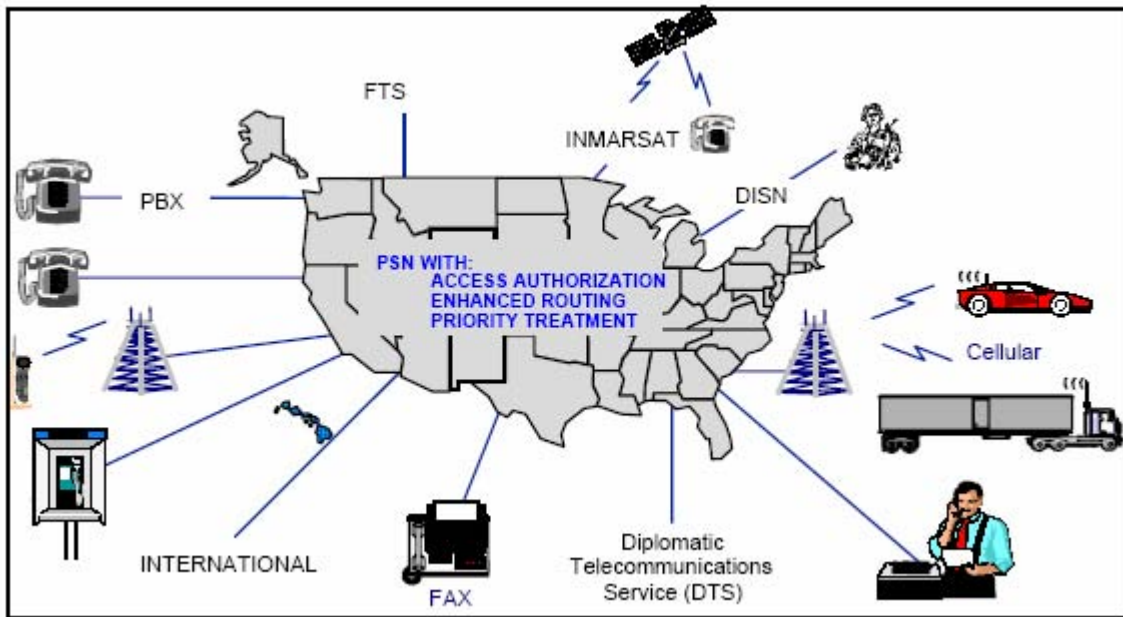 FTS
INMARSAT
PBX
DISN
PSN WITH:
ACCESS AUTHORIZATION
ENHANCED ROUTING
PRIORITY TREATMENT
Cellular
INTERNATIONAL
FAX
Diplomatic
Telecommunications
Service (DTS)